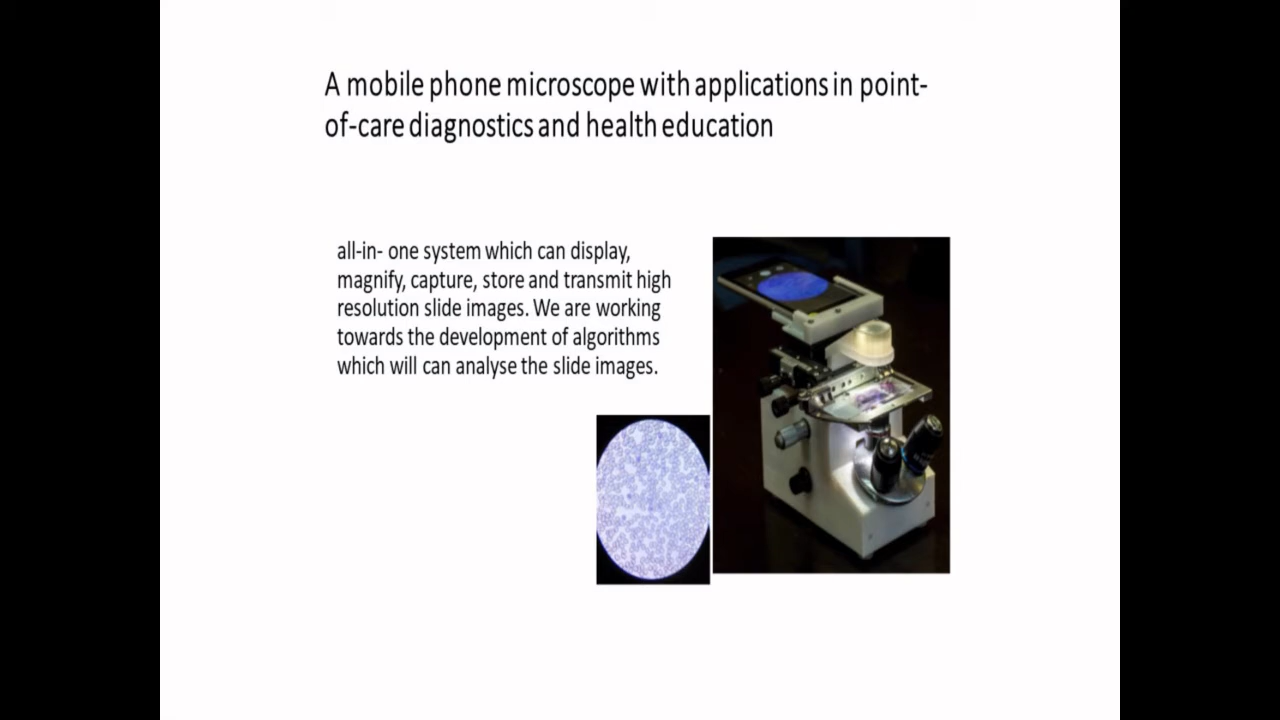 A mobile phone microscope with applications in point-
of-care diagnostics and health education
all-in- one system which can display,
magnify, capture, store and transmit high
resolution slide images. We are working
towards the development of algorithms
which will can analyse the slide images.